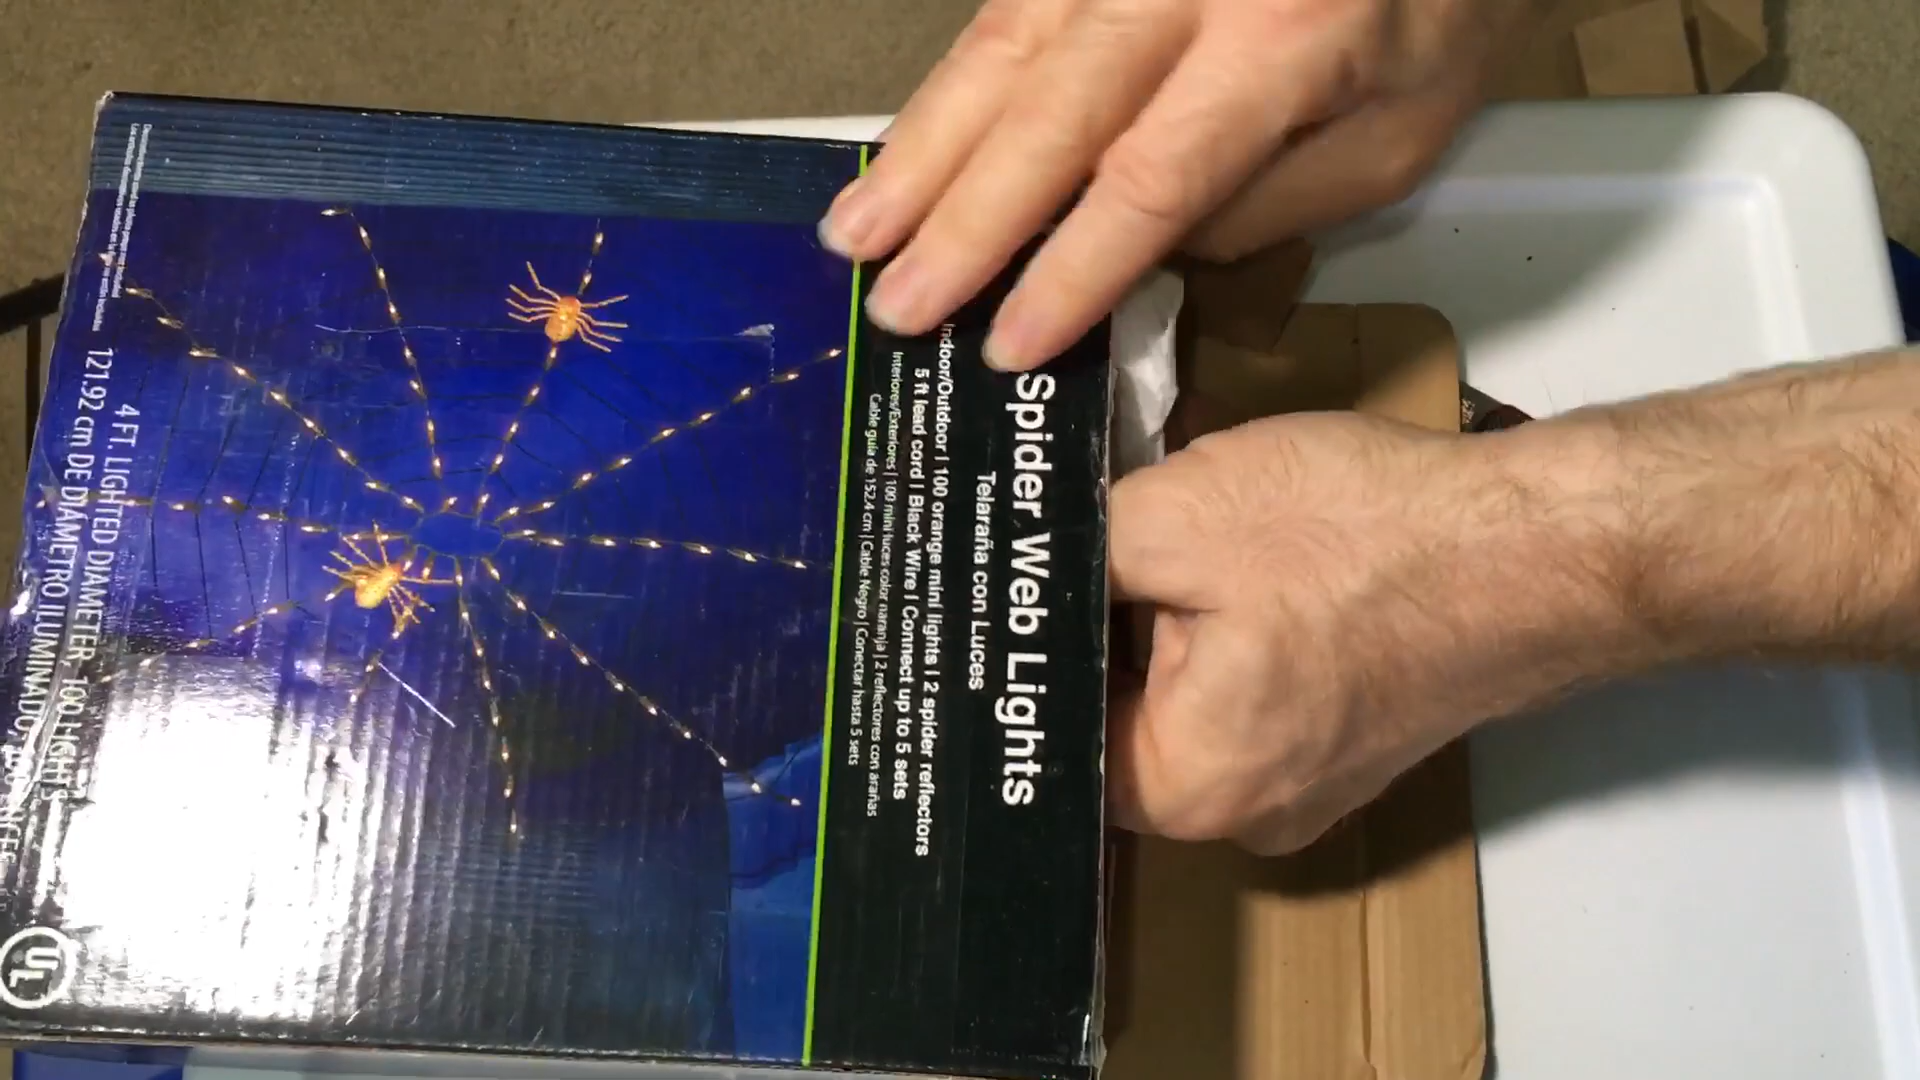 Spider Web Lights
Telaraña con Luces
Indoor/Outdoor | 100 orange mini lights | 2 spider reflectors
5 ft lead cord | Black Wire | Connect up to 5 sets
Interiores/Exteriores | 100 mini luces color naranja | 2 reflectores con arañas
Cable guía de 152.4 cm | Cable Negro | Conectar hasta 5 sets
4 FT. LIGHTED DIAMETER, 100 LIGHTS
121.92 cm DE DIÁMETRO ILUMINADO,
UL